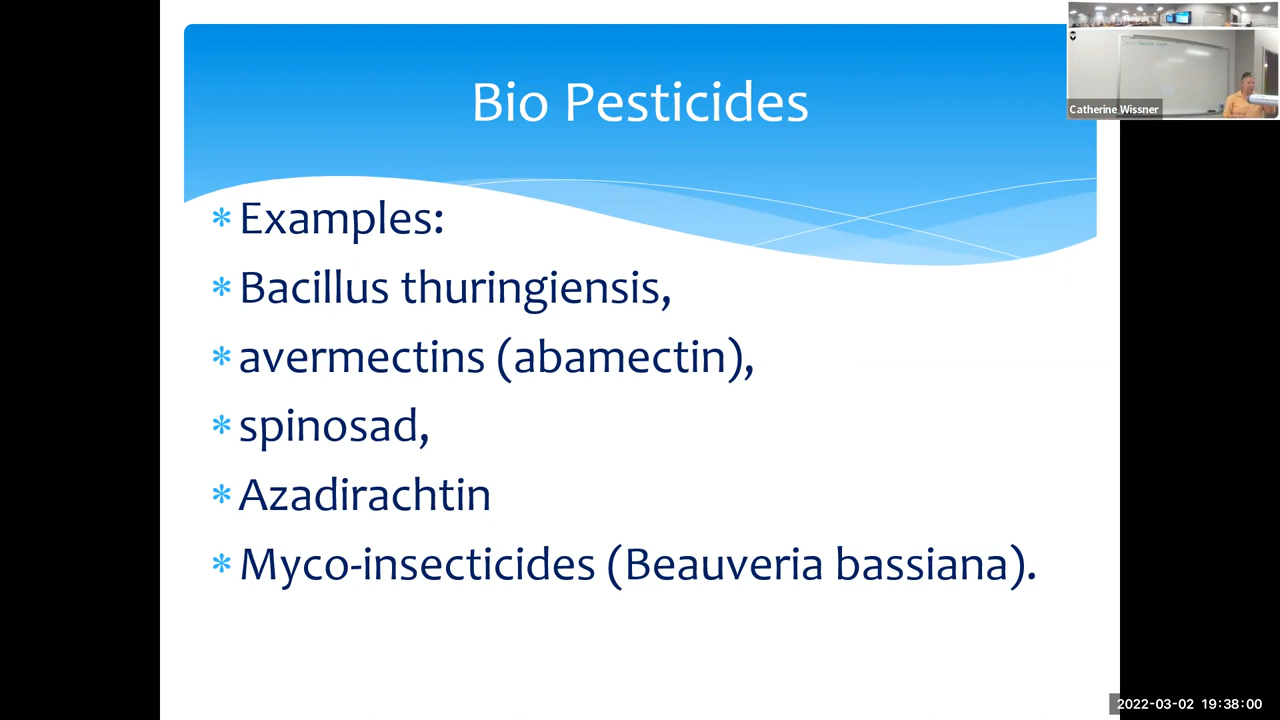 Bio Pesticides
Catherine Wissner
* Examples:
* Bacillus thuringiensis,
* avermectins (abamectin),
* spinosad,
* Azadirachtin
* Myco-insecticides (Beauveria bassiana).
2022-03-02 19:38:00